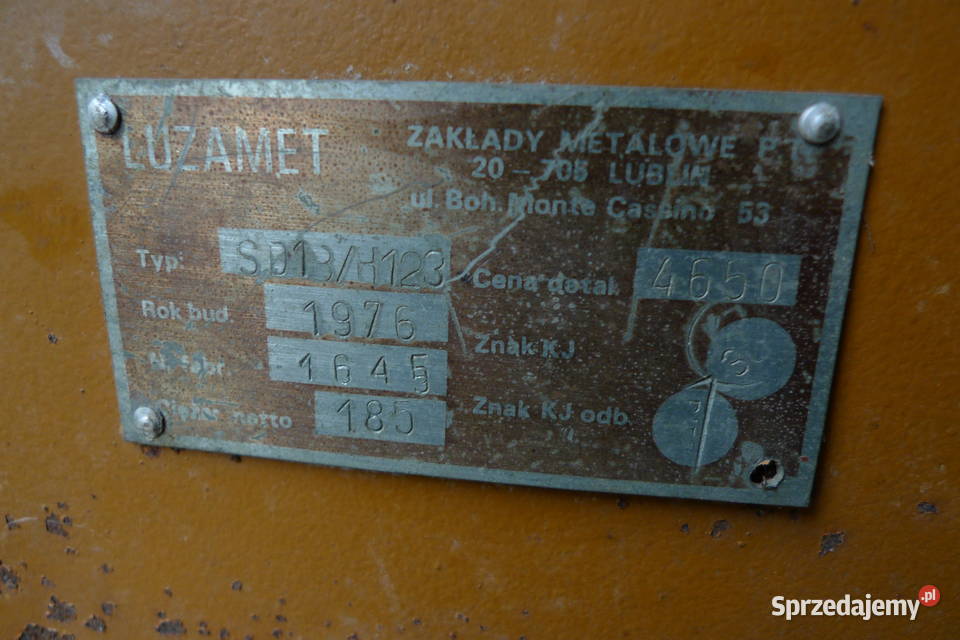 LUZAMET
ZAKŁADY METALOWE
20-705 LUBLIN
ul. Boh. Monte Cassino 53
Typ: SD13/H123
Cena detal. 4650
Rok bud. 1976
Znak KJ
1645
netto 185
Znak KJ odb.
Sprzedajemy.pl